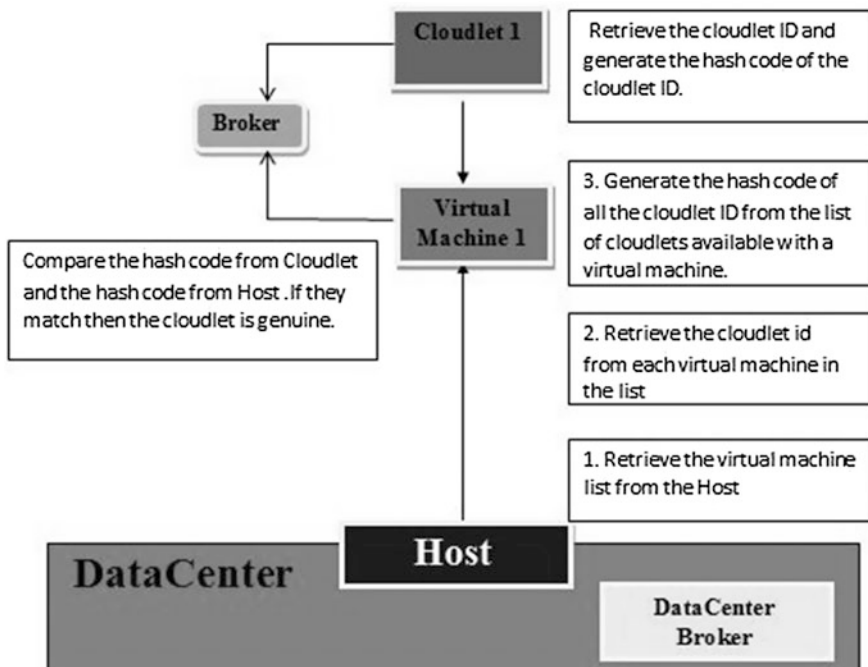 Cloudlet 1
Retrieve the cloudlet ID and
generate the hash code of the
cloudlet ID.
Broker
Virtual
Machine 1
3. Generate the hash code of
all the cloudlet ID from the list
of cloudlets available with a
virtual machine.
Compare the hash code from Cloudlet
and the hash code from Host .If they
match then the cloudlet is genuine.
2. Retrieve the cloudlet id
from each virtual machine in
the list
1. Retrieve the virtual machine
list from the Host
Host
DataCenter
DataCenter
Broker